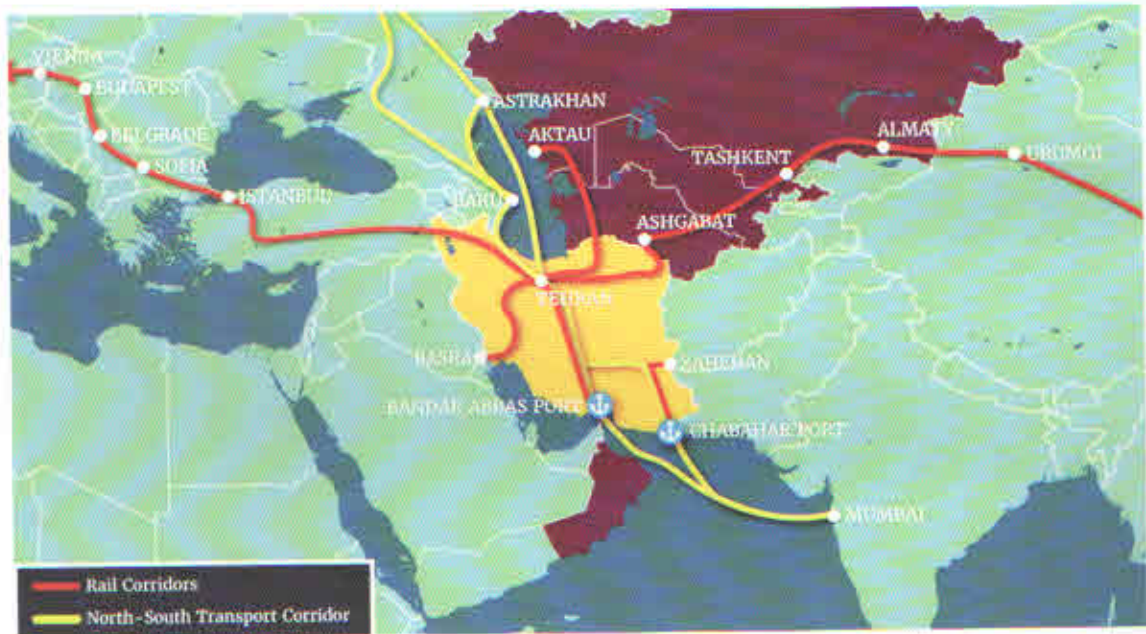 VIENNA
BUDAPEST
BELGRADE
SOFIA
ISTANBUL
ASTRAKHAN
AKTAU
BAKU
TASHKENT
ALMATY
URUMQI
ASHGABAT
TEHRAN
BASRA
ZAHEDAN
BANDAR ABBAS PORT
CHABAHAR PORT
MUMBAI
Rail Corridors
North-South Transport Corridor